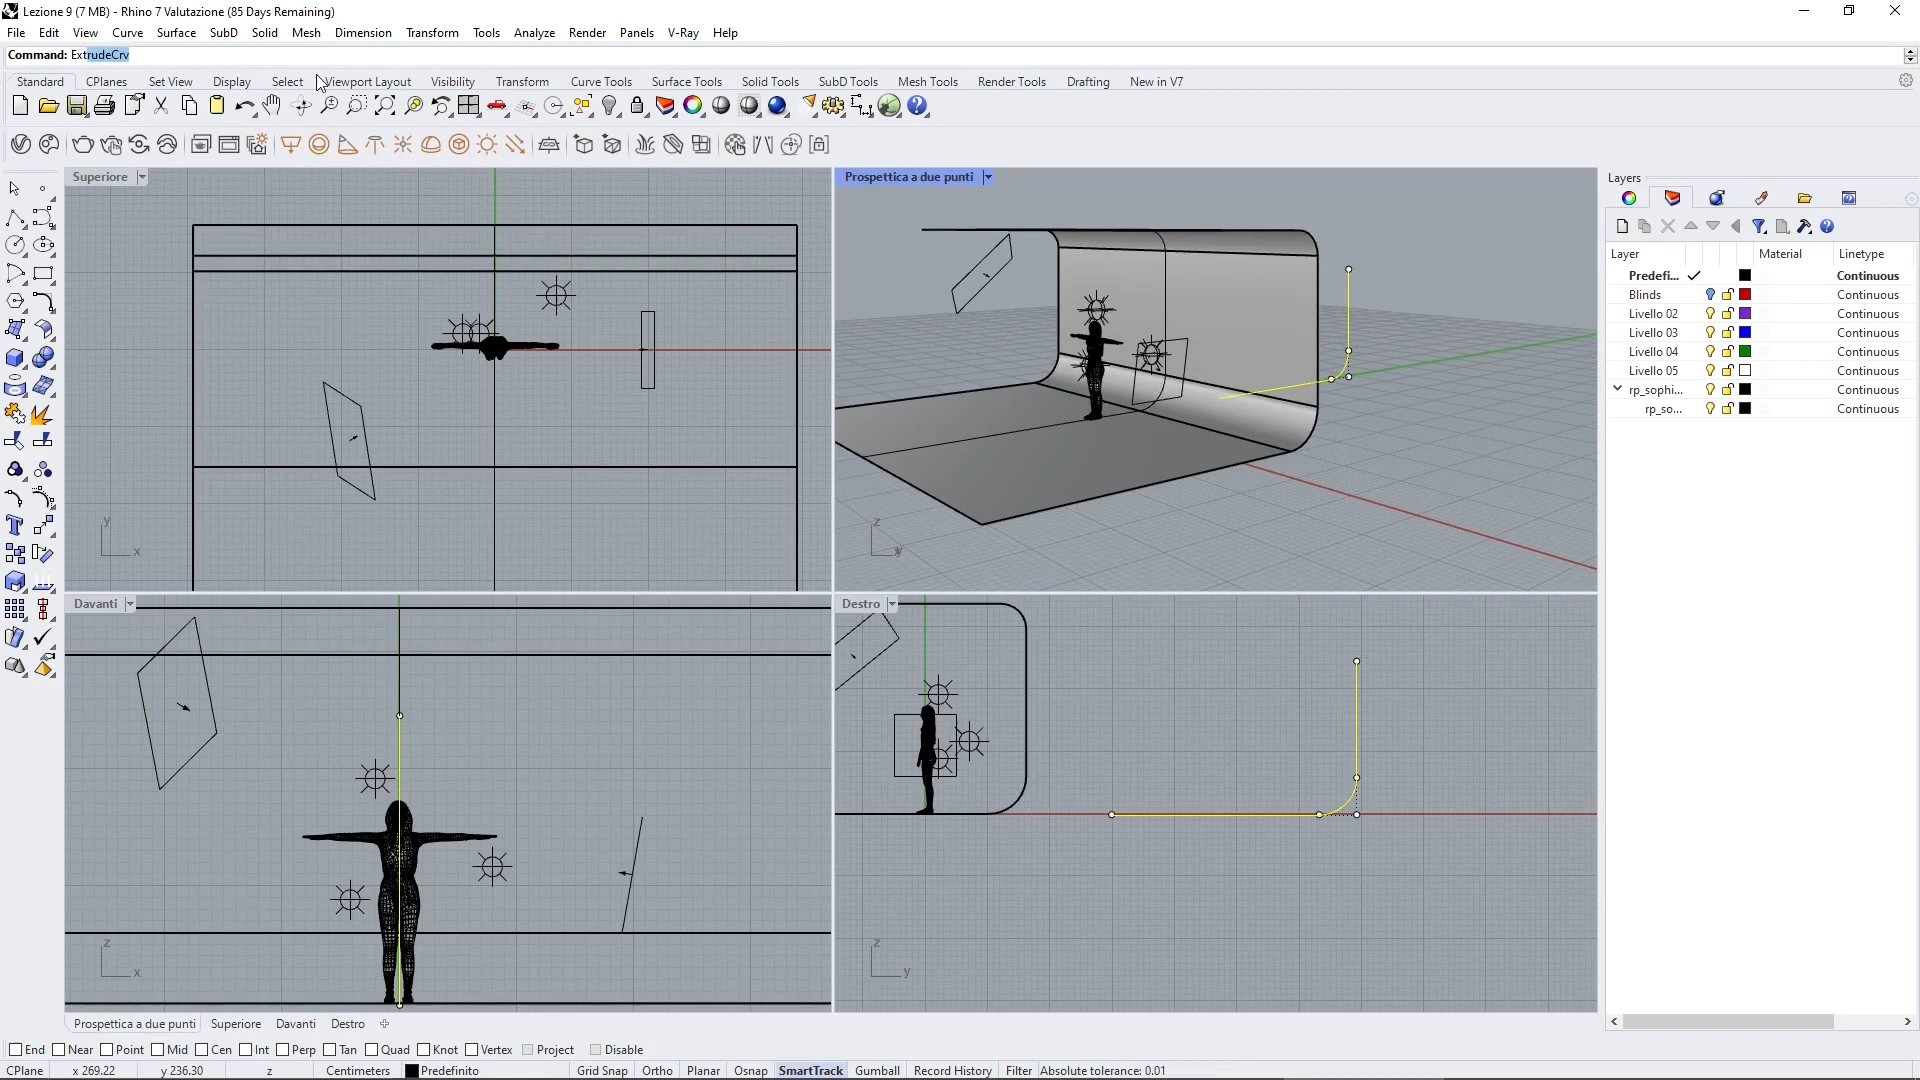 Lezione 9 (7 MB) - Rhino 7 Valutazione (85 Days Remaining)
File Edit View Curve Surface SubD Solid Mesh Dimension Transform Tools Analyze Render Panels V-Ray Help
Command: ExtrudeCrv
Standard CPlanes Set View Display Select Viewport Layout Visibility Transform Curve Tools Surface Tools Solid Tools SubD Tools Mesh Tools Render Tools Drafting New in V7
Superiore
Prospettica a due punti
Layers
Layer Material Linetype
Predefi... Continuous
Blinds Continuous
Livello 02 Continuous
Livello 03 Continuous
Livello 04 Continuous
Livello 05 Continuous
rp_sophi... Continuous
rp_so... Continuous
y
x
z
y
Davanti
Destro
z
x
z
y
Prospettica a due punti Superiore Davanti Destro
End Near Point Mid Cen Int Perp Tan Quad Knot Vertex Project Disable
CPlane x 269.22 y 236.30 z Centimeters Predefinito Grid Snap Ortho Planar Osnap SmartTrack Gumball Record History Filter Absolute tolerance: 0.01